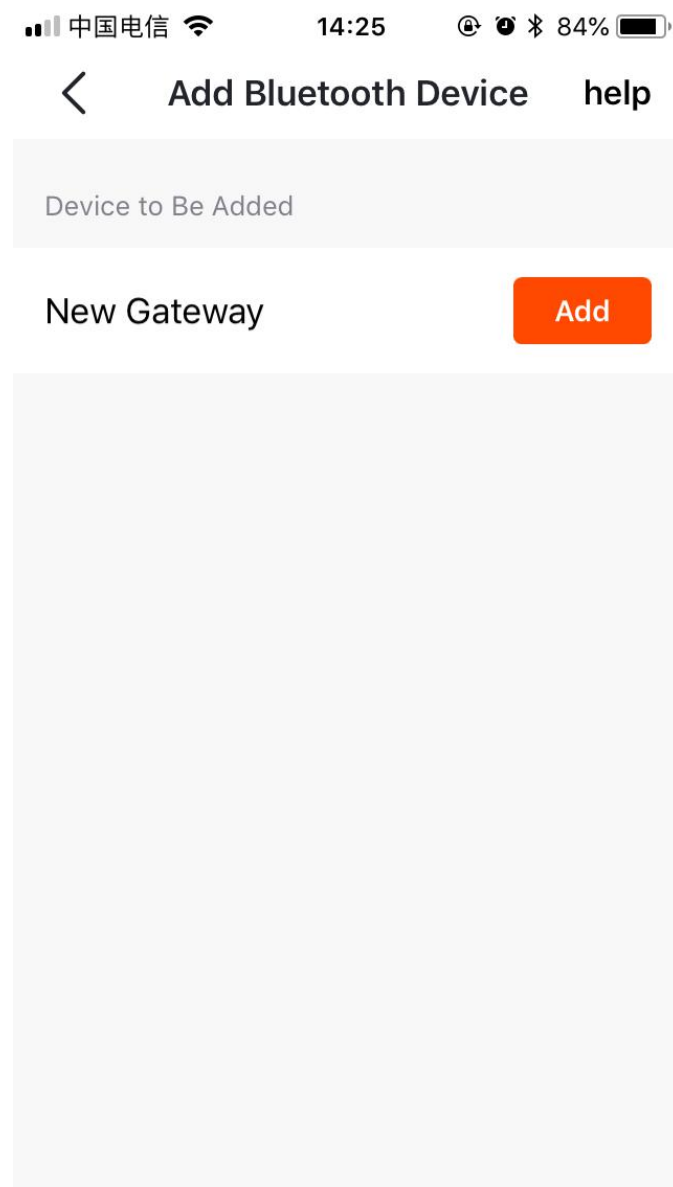 中国电信 14:25 84%
Add Bluetooth Device help
Device to Be Added
New Gateway Add